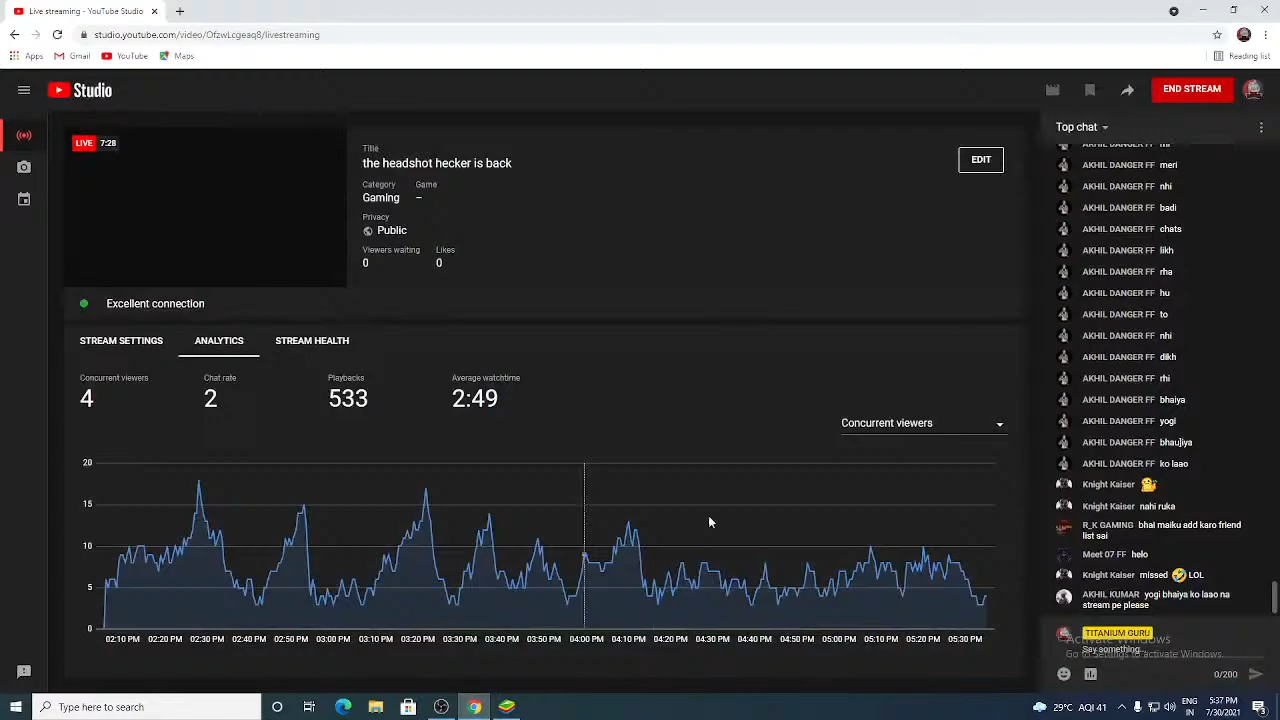 Live streaming - YouTube Studio
studio.youtube.com/video/OfzwLcgeaq8/livestreaming
Apps Gmail YouTube Maps Reading list
Studio
END STREAM
LIVE 7:28
Title
the headshot hecker is back
EDIT
Category Game
Gaming –
Privacy
Public
Viewers waiting Likes
0 0
Excellent connection
STREAM SETTINGS ANALYTICS STREAM HEALTH
Concurrent viewers Chat rate Playbacks Average watchtime
4 2 533 2:49
Concurrent viewers
20
15
10
5
0
02:10 PM 02:20 PM 02:30 PM 02:40 PM 02:50 PM 03:00 PM 03:10 PM 03:20 PM 03:30 PM 03:40 PM 03:50 PM 04:00 PM 04:10 PM 04:20 PM 04:30 PM 04:40 PM 04:50 PM 05:00 PM 05:10 PM 05:20 PM 05:30 PM
Top chat
AKHIL DANGER FF
AKHIL DANGER FF meri
AKHIL DANGER FF nhi
AKHIL DANGER FF badi
AKHIL DANGER FF chats
AKHIL DANGER FF likh
AKHIL DANGER FF rha
AKHIL DANGER FF hu
AKHIL DANGER FF to
AKHIL DANGER FF nhi
AKHIL DANGER FF dikh
AKHIL DANGER FF rhi
AKHIL DANGER FF bhaiya
AKHIL DANGER FF yogi
AKHIL DANGER FF bhaujiya
AKHIL DANGER FF ko laao
Knight Kaiser
Knight Kaiser nahi ruka
R_K GAMING bhai maiku add karo friend
list sai
Meet 07 FF helo
Knight Kaiser missed 🤣 LOL
AKHIL KUMAR yogi bhaiya ko laao na
stream pe please
TITANIUM GURU
Activate Windows
Say something...
Go to Settings to activate Windows.
0/200
Type here to search
29°C AQI 41
ENG
IN
5:37 PM
7/30/2021